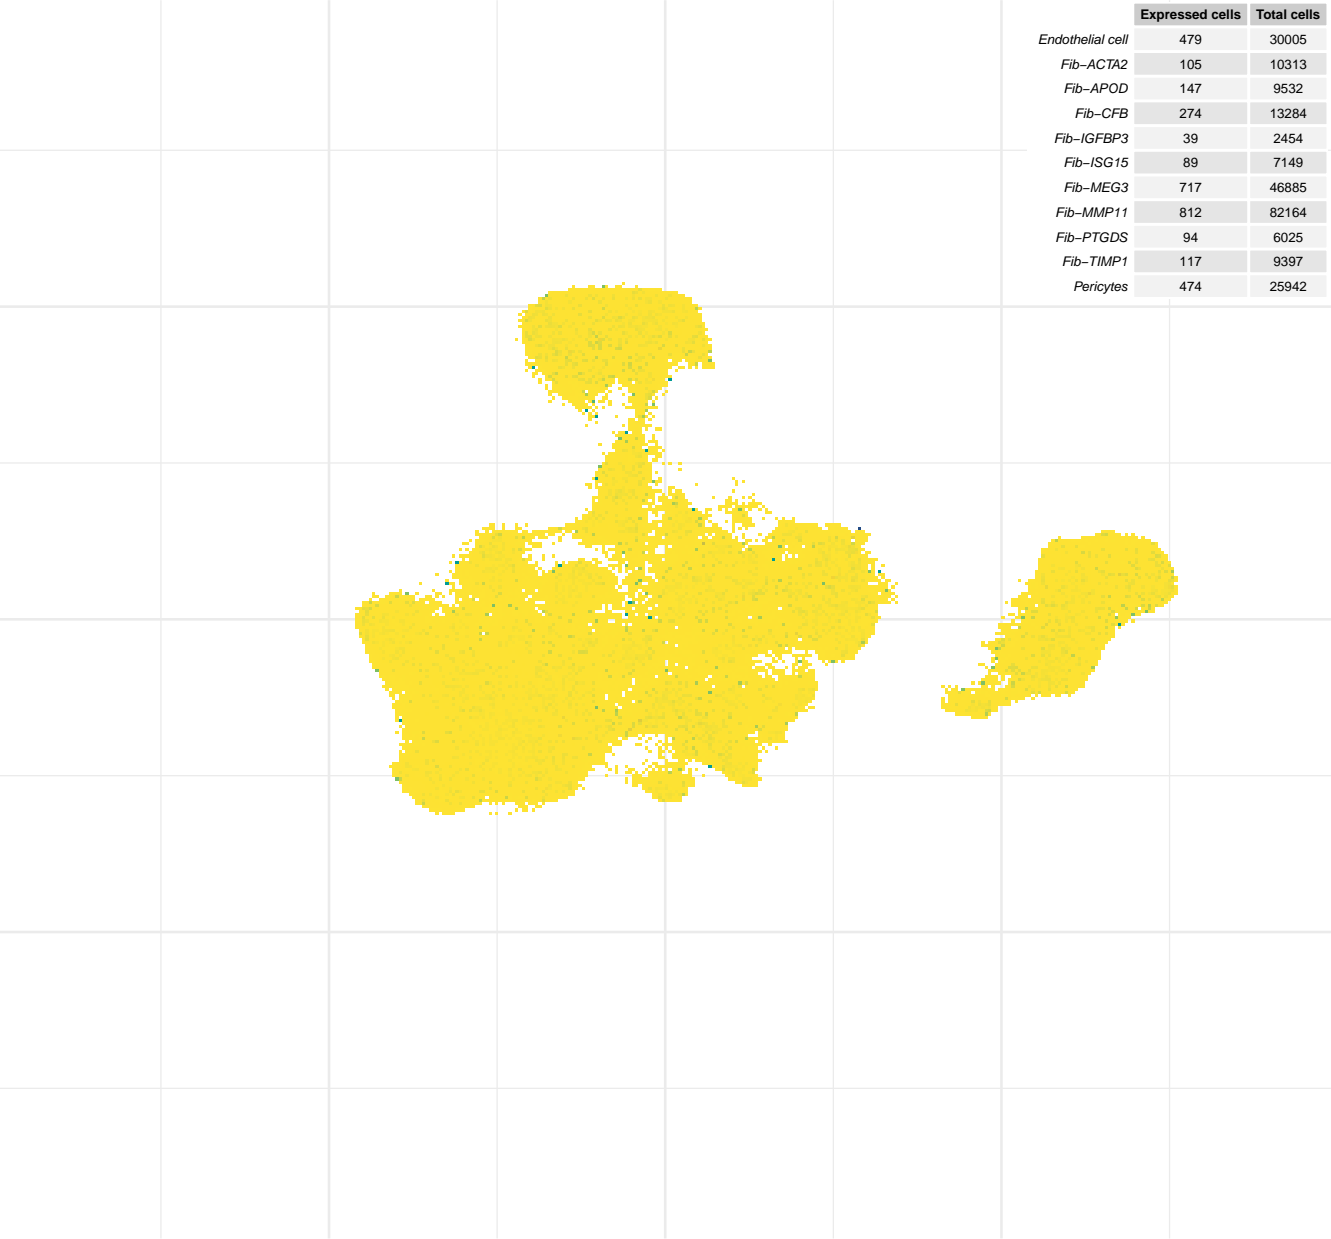 Expressed cells Total cells
Endothelial cell 479 30005
Fib−ACTA2 105 10313
Fib−APOD 147 9532
Fib−CFB 274 13284
Fib−IGFBP3 39 2454
Fib−ISG15 89 7149
Fib−MEG3 717 46885
Fib−MMP11 812 82164
Fib−PTGDS 94 6025
Fib−TIMP1 117 9397
Pericytes 474 25942